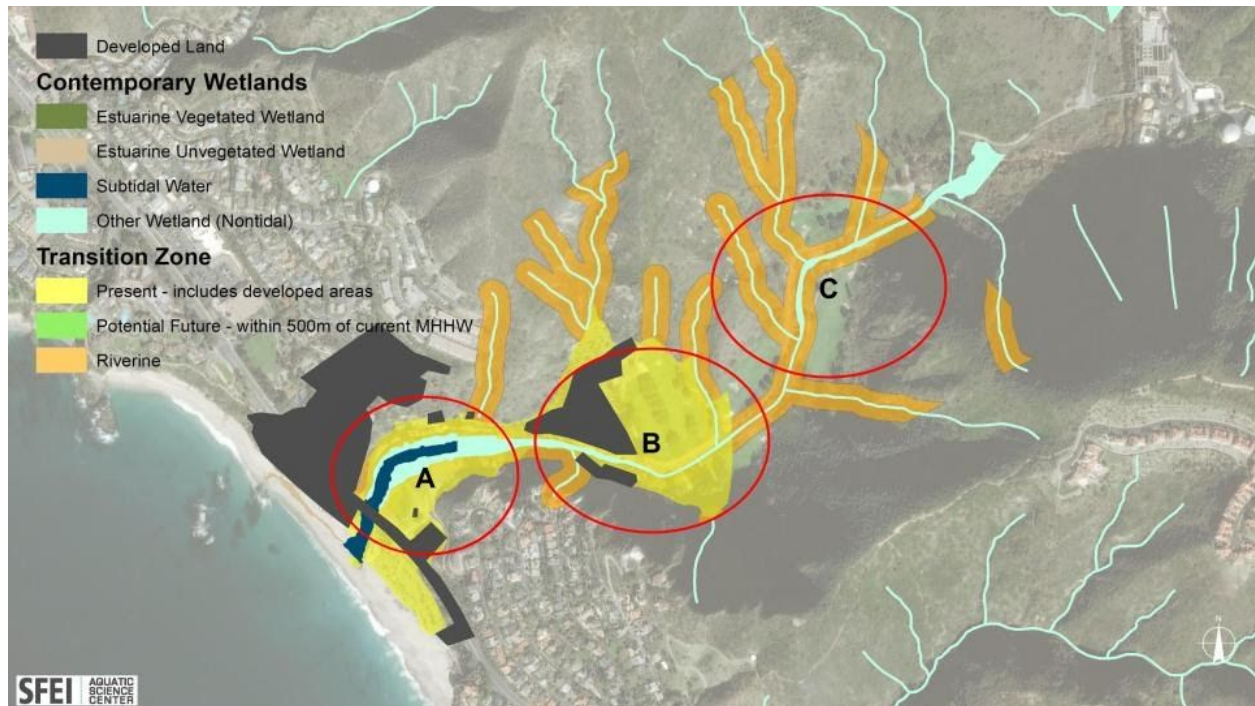 Developed Land
Contemporary Wetlands
Estuarine Vegetated Wetland
Estuarine Unvegetated Wetland
Subtidal Water
Other Wetland (Nontidal)
Transition Zone
Present - includes developed areas
Potential Future - within 500m of current MHHW
Riverine
C
B
A
N
SFEI
AQUATIC
SCIENCE
CENTER